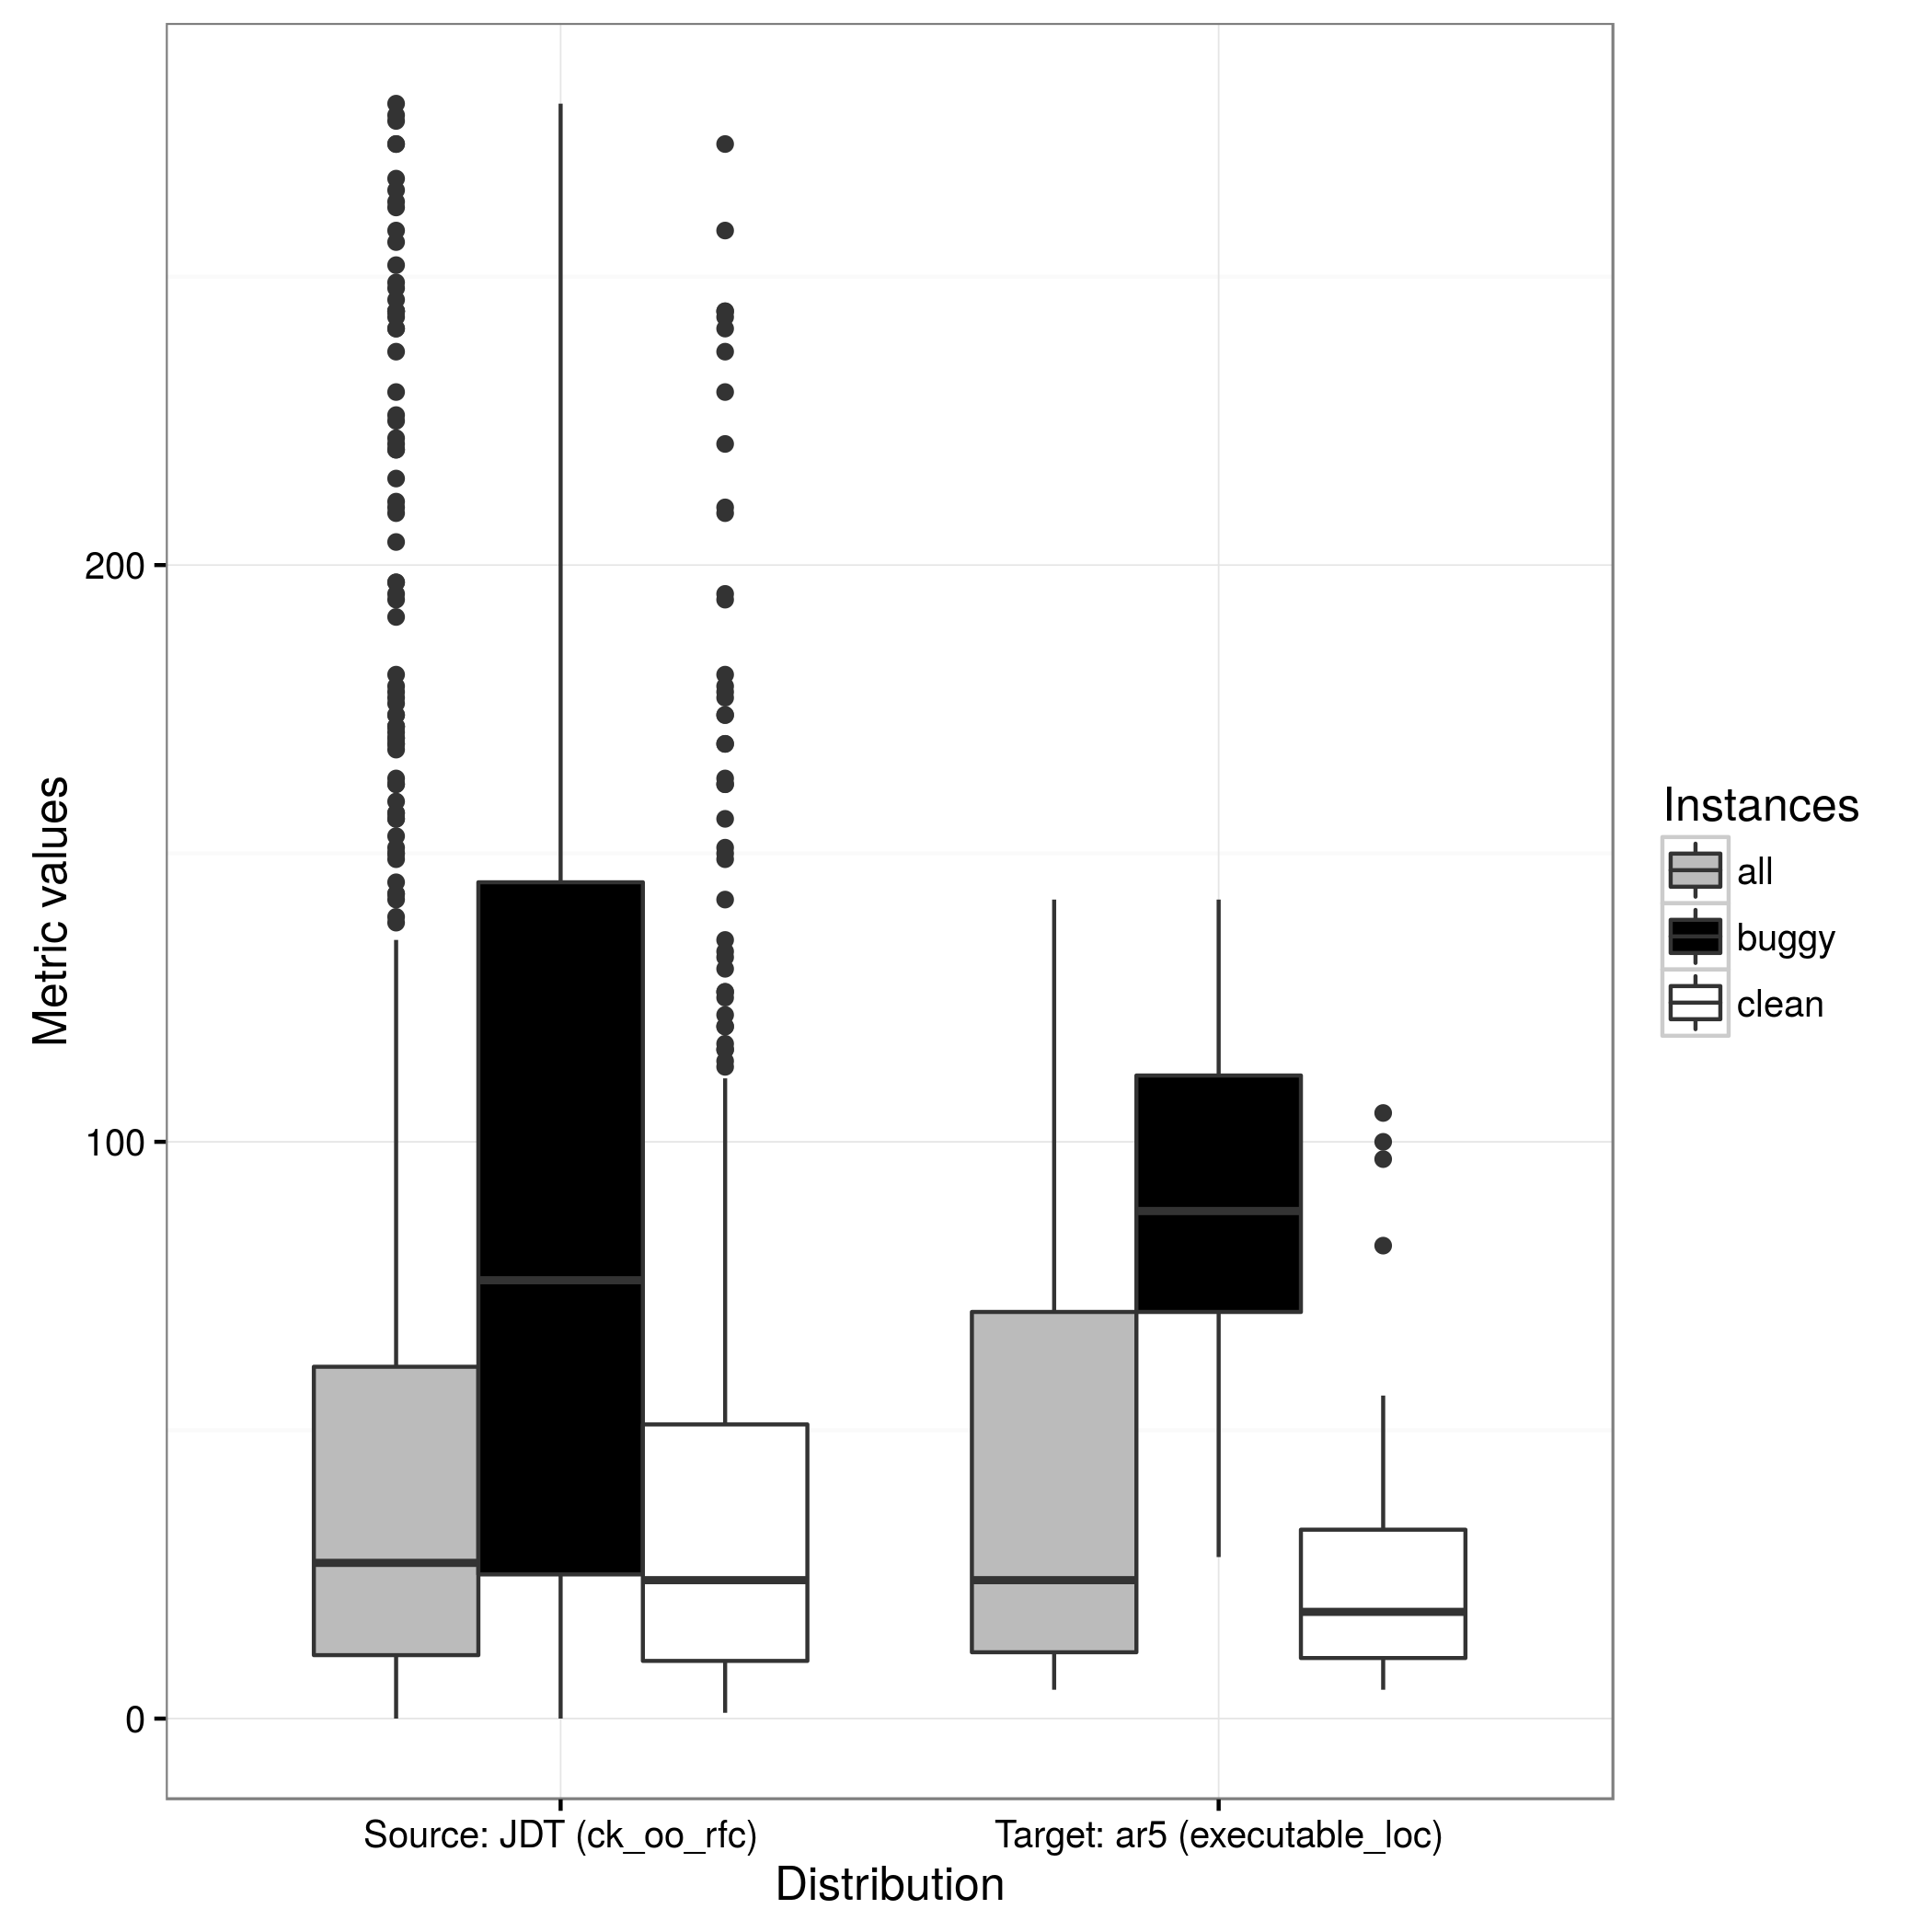 Metric values
200
100
0
Source: JDT (ck_oo_rfc)
Target: ar5 (executable_loc)
Distribution
Instances
all
buggy
clean